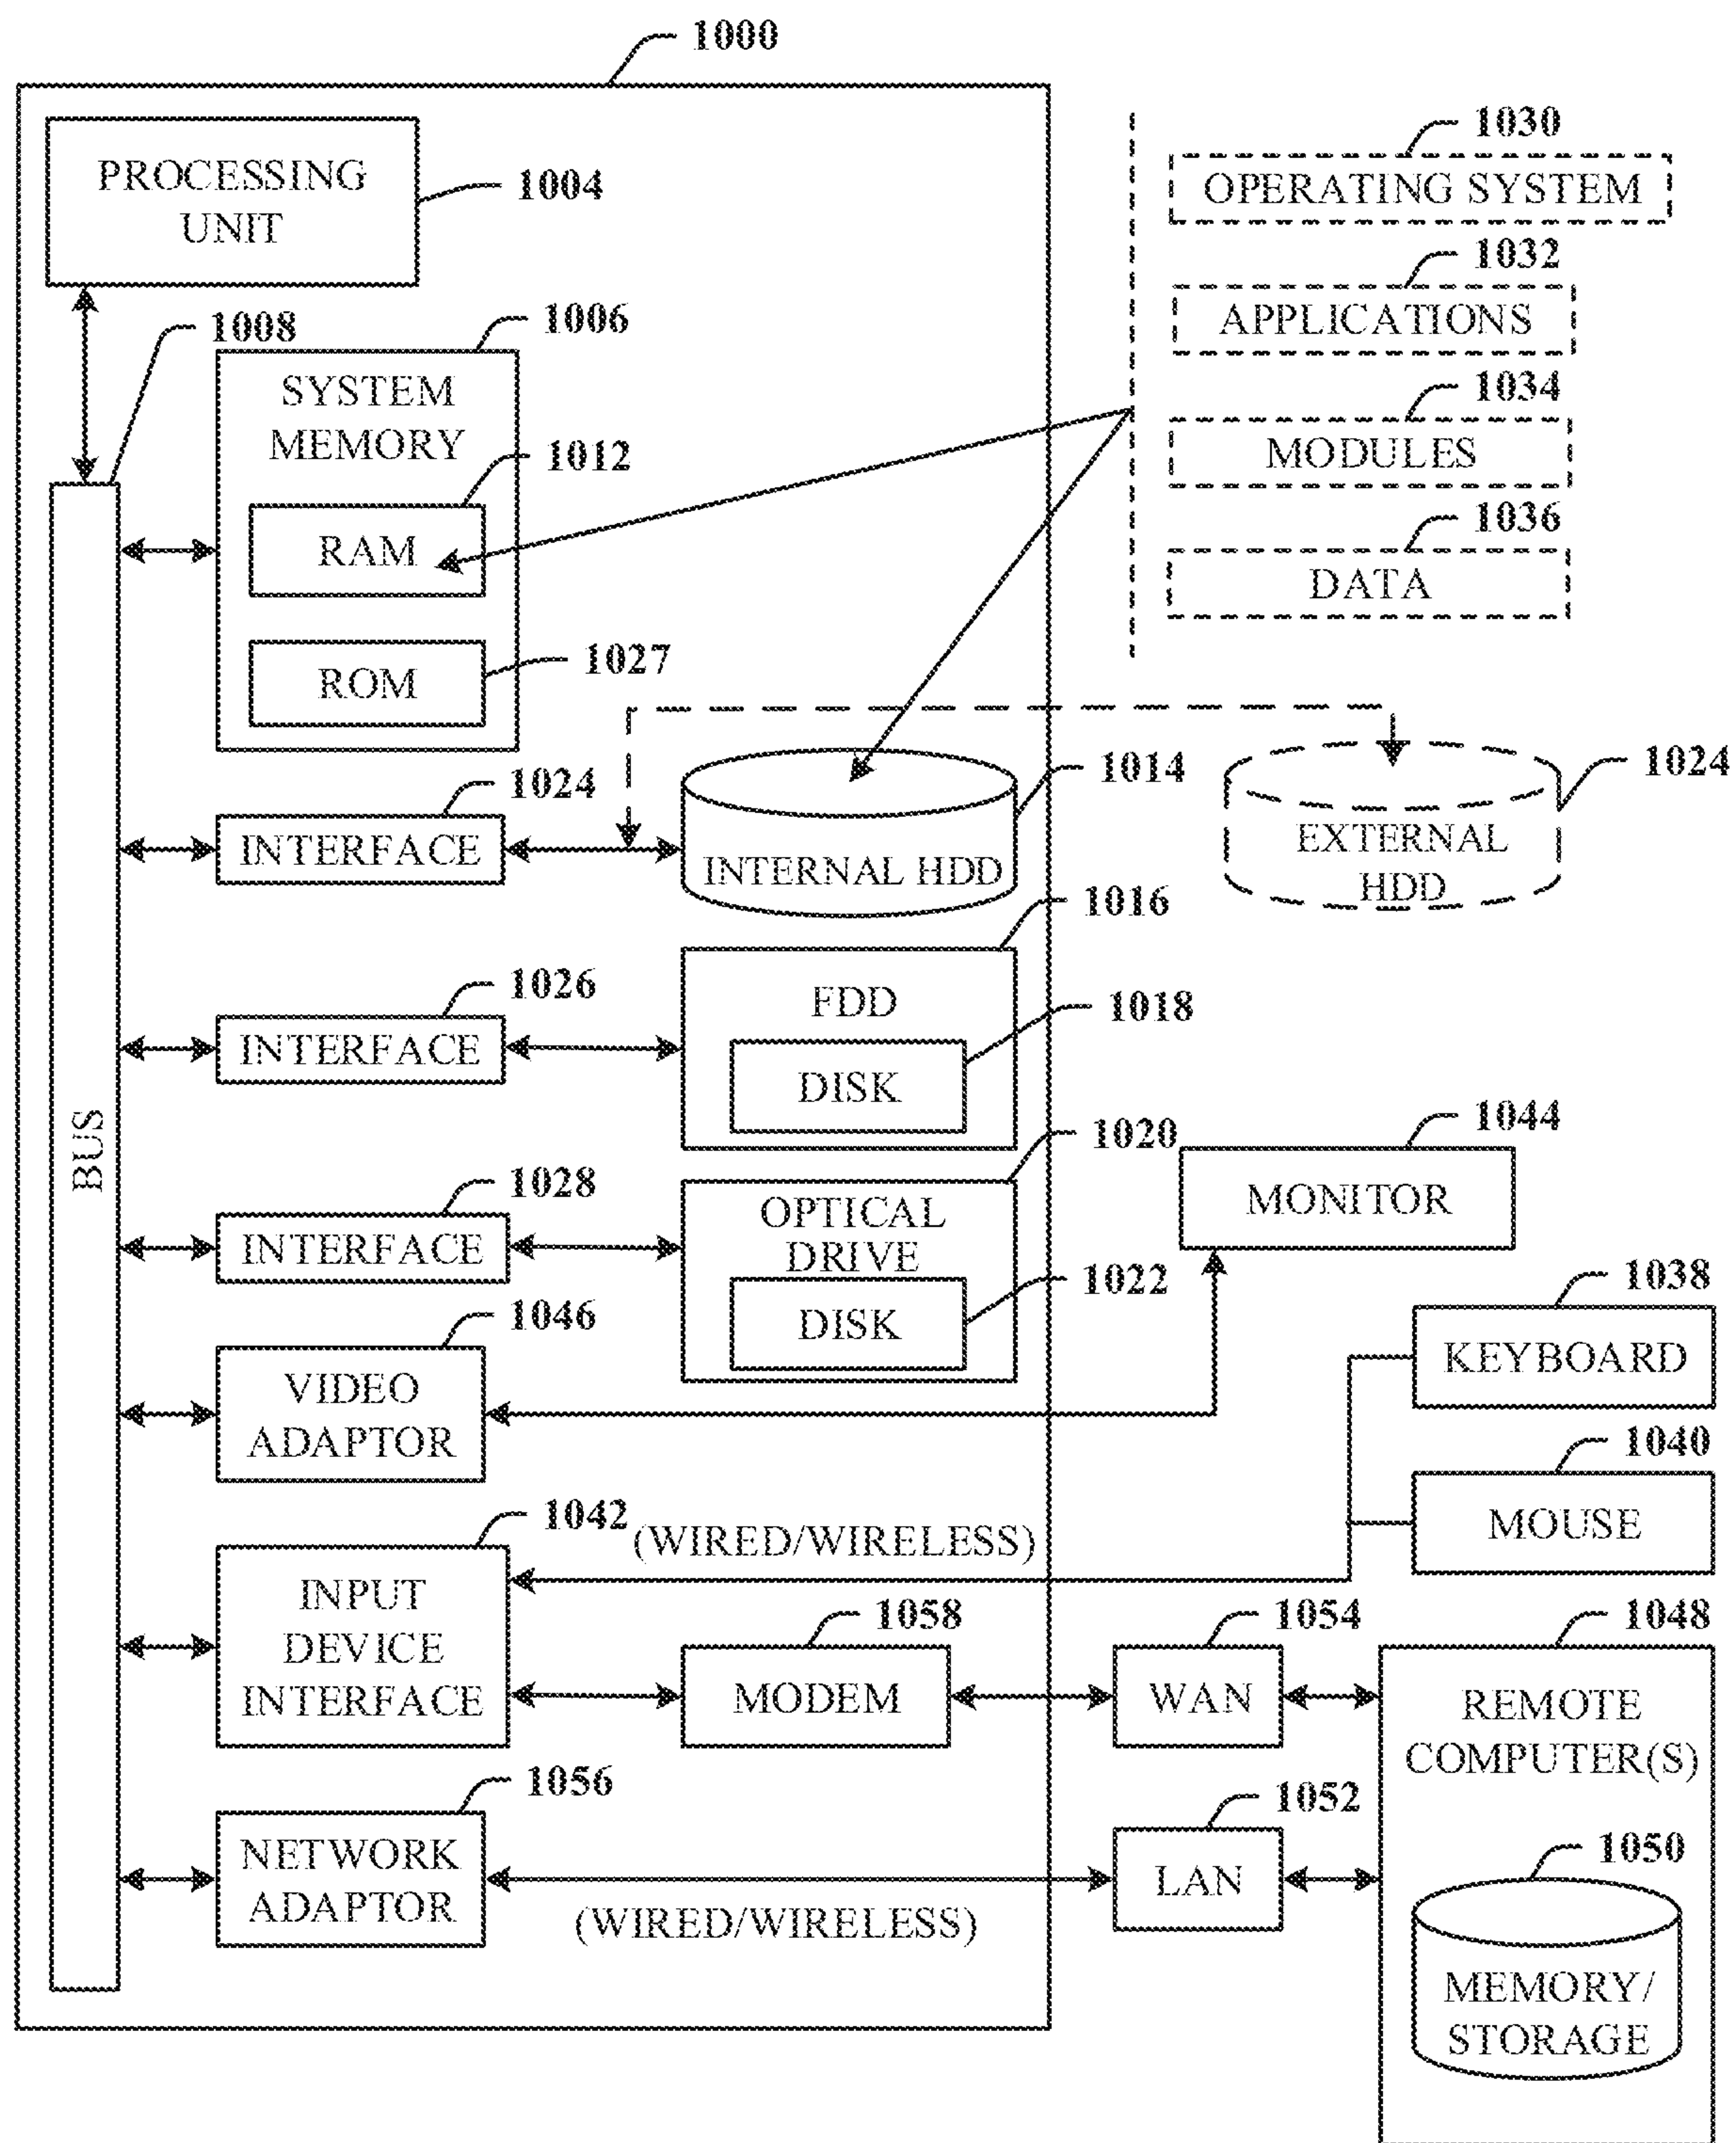 1000
PROCESSING
UNIT
1004
1030
OPERATING SYSTEM
1032
APPLICATIONS
1034
MODULES
1036
DATA
1008
1006
SYSTEM
MEMORY
1012
RAM
1027
ROM
1024
INTERFACE
1014
INTERNAL HDD
1024
EXTERNAL
HDD
1016
FDD
1018
DISK
1026
INTERFACE
BUS
1020
OPTICAL
DRIVE
1022
DISK
1028
INTERFACE
1044
MONITOR
1046
VIDEO
ADAPTOR
1038
KEYBOARD
1040
MOUSE
1042
(WIRED/WIRELESS)
INPUT
DEVICE
INTERFACE
1058
MODEM
1054
WAN
1048
REMOTE
COMPUTER(S)
1056
NETWORK
ADAPTOR
(WIRED/WIRELESS)
1052
LAN
1050
MEMORY/
STORAGE